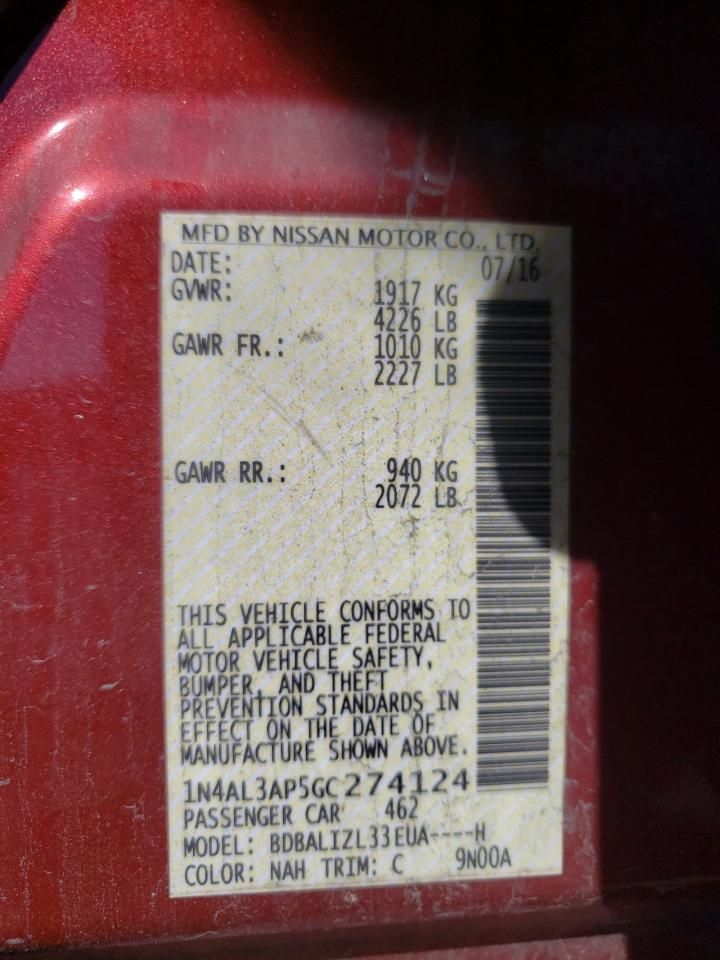 MFD BY NISSAN MOTOR CO., LTD.
DATE: 07/16
GVWR: 1917 KG
4226 LB
GAWR FR.: 1010 KG
2227 LB
GAWR RR.: 940 KG
2072 LB
THIS VEHICLE CONFORMS TO
ALL APPLICABLE FEDERAL
MOTOR VEHICLE SAFETY,
BUMPER, AND THEFT
PREVENTION STANDARDS IN
EFFECT ON THE DATE OF
MANUFACTURE SHOWN ABOVE.
1N4AL3AP5GC274124
PASSENGER CAR 462
MODEL: BDBALIZL33EUA----H
COLOR: NAH TRIM: C 9N00A